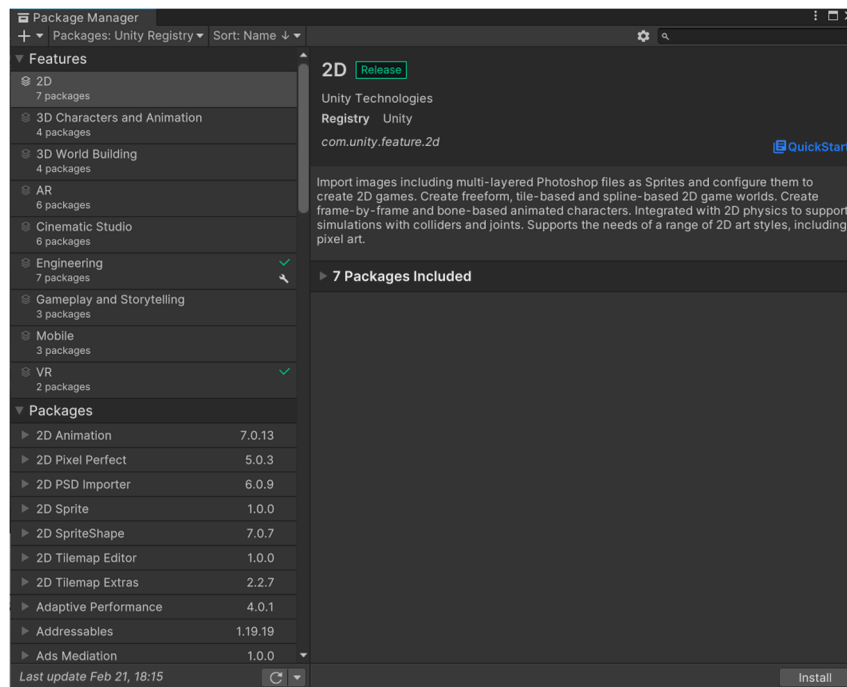 Package Manager
Packages: Unity Registry Sort: Name ↓
Features
2D
7 packages
3D Characters and Animation
4 packages
3D World Building
4 packages
AR
6 packages
Cinematic Studio
6 packages
Engineering
7 packages
Gameplay and Storytelling
3 packages
Mobile
3 packages
VR
2 packages
Packages
2D Animation 7.0.13
2D Pixel Perfect 5.0.3
2D PSD Importer 6.0.9
2D Sprite 1.0.0
2D SpriteShape 7.0.7
2D Tilemap Editor 1.0.0
2D Tilemap Extras 2.2.7
Adaptive Performance 4.0.1
Addressables 1.19.19
Ads Mediation 1.0.0
Last update Feb 21, 18:15
2D Release
Unity Technologies
Registry Unity
com.unity.feature.2d
QuickStart
Import images including multi-layered Photoshop files as Sprites and configure them to
create 2D games. Create freeform, tile-based and spline-based 2D game worlds. Create
frame-by-frame and bone-based animated characters. Integrated with 2D physics to support
simulations with colliders and joints. Supports the needs of a range of 2D art styles, including
pixel art.
7 Packages Included
Install